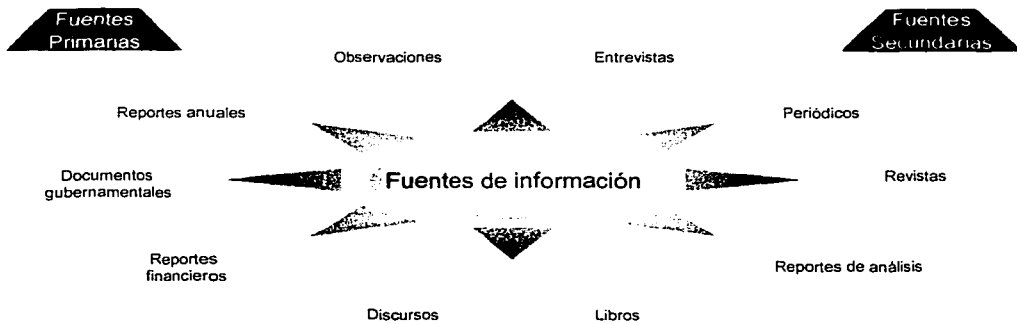 Fuentes
Primarias
Fuentes
Secundarias
Observaciones
Entrevistas
Reportes anuales
Periódicos
Documentos
gubernamentales
Fuentes de información
Revistas
Reportes
financieros
Reportes de análisis
Discursos
Libros